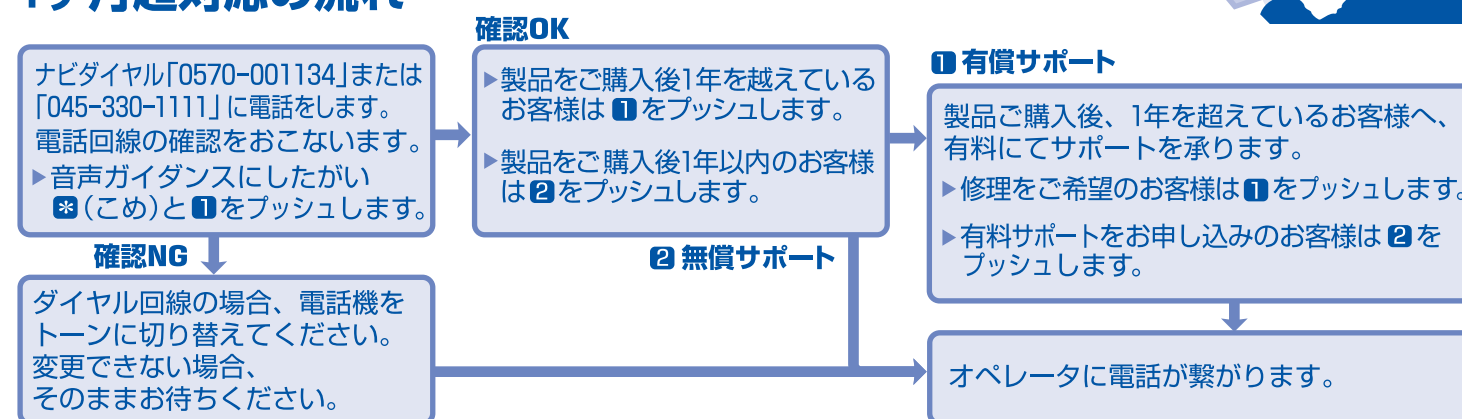 確認OK
ナビダイヤル「0570-001134」または
「045-330-1111」に電話をします。
電話回線の確認をおこないます。
▶音声ガイダンスにしたがい
＊(こめ)と1をプッシュします。
▶製品をご購入後1年を越えている
お客様は1をプッシュします。
▶製品をご購入後1年以内のお客様
は2をプッシュします。
1 有償サポート
製品ご購入後、1年を超えているお客様へ、
有料にてサポートを承ります。
▶修理をご希望のお客様は1をプッシュします。
▶有料サポートをお申し込みのお客様は2を
プッシュします。
確認NG
2 無償サポート
ダイヤル回線の場合、電話機を
トーンに切り替えてください。
変更できない場合、
そのままお待ちください。
オペレータに電話が繋がります。